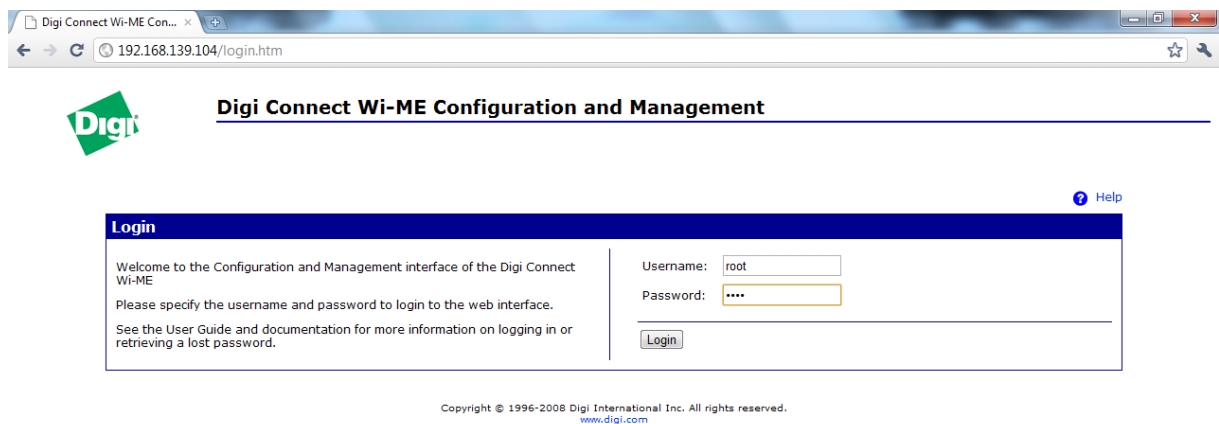 Digi Connect Wi-ME Con...
192.168.139.104/login.htm
Digi
Digi Connect Wi-ME Configuration and Management
Help
Login
Welcome to the Configuration and Management interface of the Digi Connect
Wi-ME
Please specify the username and password to login to the web interface.
See the User Guide and documentation for more information on logging in or
retrieving a lost password.
Username: root
Password: ••••
Login
Copyright © 1996-2008 Digi International Inc. All rights reserved.
www.digi.com